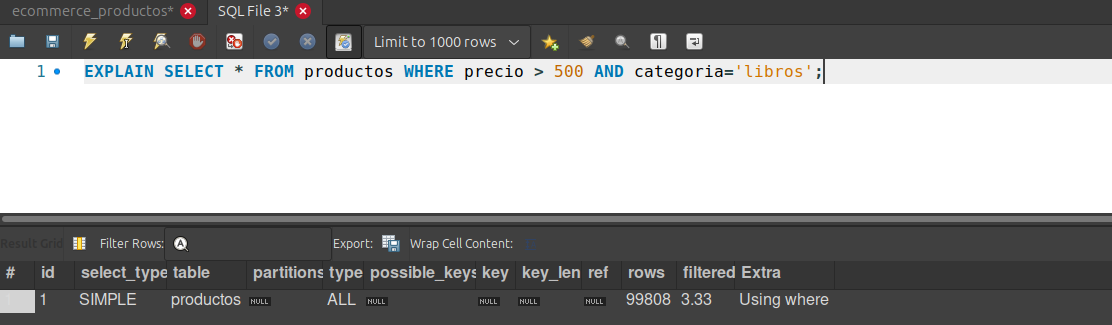 ecommerce_productos* SQL File 3*
Limit to 1000 rows
1 EXPLAIN SELECT * FROM productos WHERE precio > 500 AND categoria='libros';
Result Grid Filter Rows: Export: Wrap Cell Content:
# id select_type table partitions type possible_keys key key_len ref rows filtered Extra
1 1 SIMPLE productos NULL ALL NULL NULL NULL NULL 99808 3.33 Using where